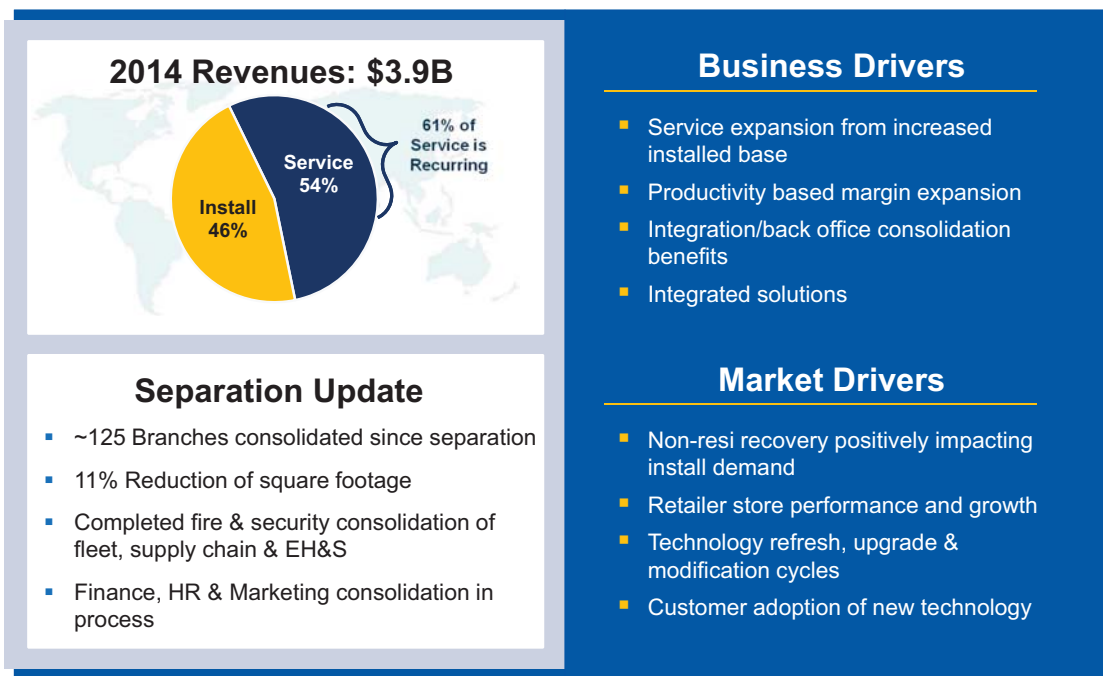 2014 Revenues: $3.9B
61% of
Service is
Recurring
Service
54%
Install
46%
Separation Update
~125 Branches consolidated since separation
11% Reduction of square footage
Completed fire & security consolidation of
fleet, supply chain & EH&S
Finance, HR & Marketing consolidation in
process
Business Drivers
Service expansion from increased
installed base
Productivity based margin expansion
Integration/back office consolidation
benefits
Integrated solutions
Market Drivers
Non-resi recovery positively impacting
install demand
Retailer store performance and growth
Technology refresh, upgrade &
modification cycles
Customer adoption of new technology